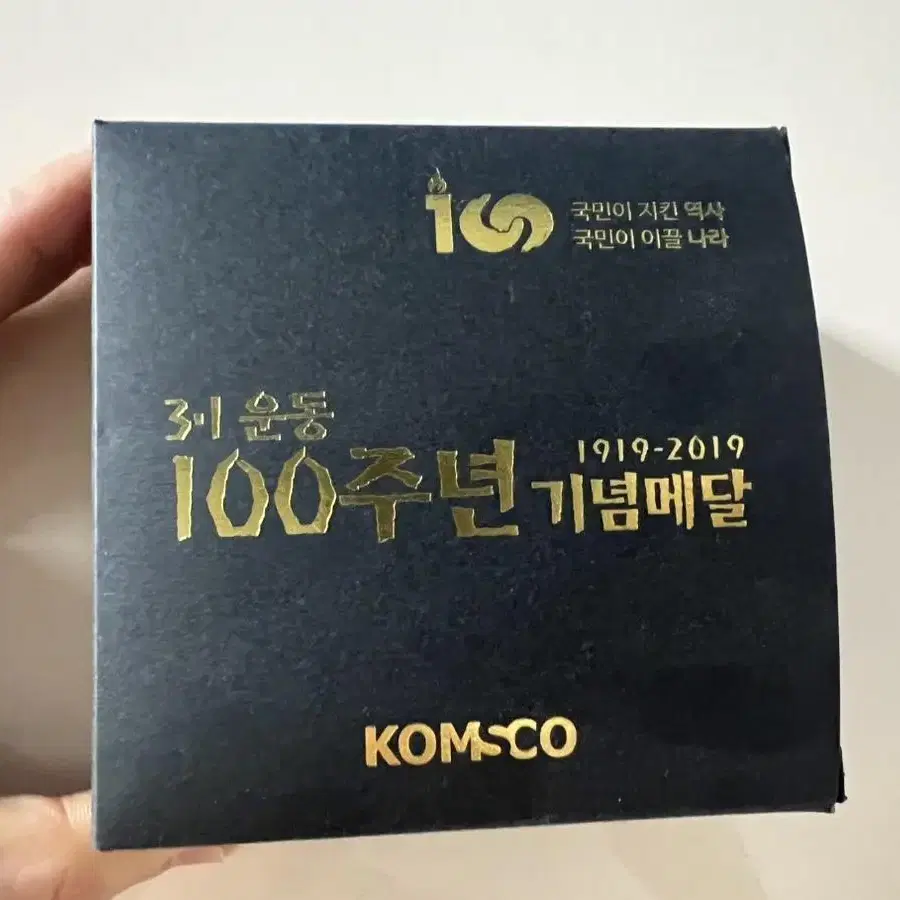 100 국민이 지킨 역사
국민이 이끌 나라
3·1 운동
1919-2019
100주년 기념메달
KOMSCO